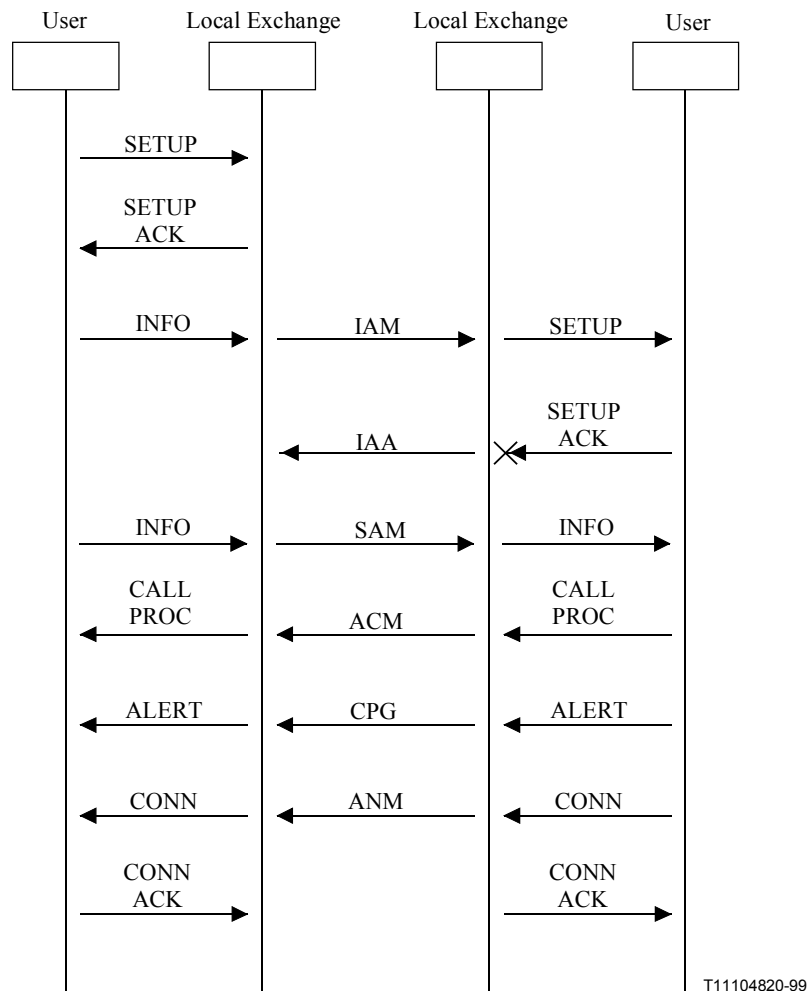 User
Local Exchange
Local Exchange
User
SETUP
SETUP
ACK
INFO
IAM
SETUP
IAA
SETUP
ACK
INFO
SAM
INFO
CALL
PROC
ACM
CALL
PROC
ALERT
CPG
ALERT
CONN
ANM
CONN
CONN
ACK
CONN
ACK
T11104820-99